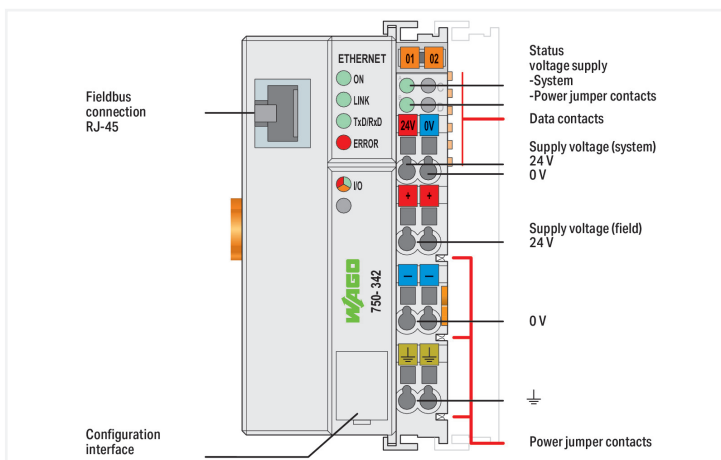 Fieldbus
connection
RJ-45
Configuration
interface
ETHERNET
ON
LINK
TxD/RxD
ERROR
I/O
WAGO
750-342
01 02
24V 0V
+ +
− −
Status
voltage supply
-System
-Power jumper contacts
Data contacts
Supply voltage (system)
24 V
0 V
Supply voltage (field)
24 V
0 V
Power jumper contacts